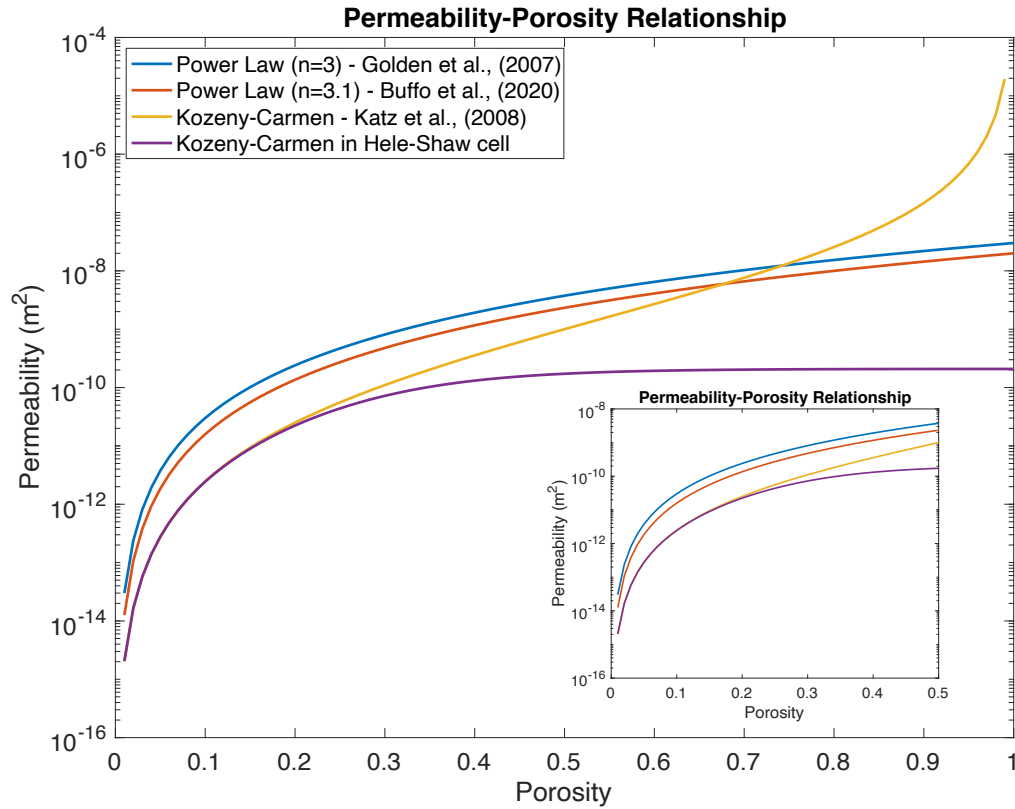 Permeability-Porosity Relationship
Power Law (n=3) - Golden et al., (2007)
Power Law (n=3.1) - Buffo et al., (2020)
Kozeny-Carmen - Katz et al., (2008)
Kozeny-Carmen in Hele-Shaw cell
Permeability (m²)
10⁻⁴
10⁻⁶
10⁻⁸
10⁻¹⁰
10⁻¹²
10⁻¹⁴
10⁻¹⁶
0 0.1 0.2 0.3 0.4 0.5 0.6 0.7 0.8 0.9 1
Porosity
Permeability-Porosity Relationship
Permeability (m²)
10⁻⁸
10⁻¹⁰
10⁻¹²
10⁻¹⁴
10⁻¹⁶
0 0.1 0.2 0.3 0.4 0.5
Porosity